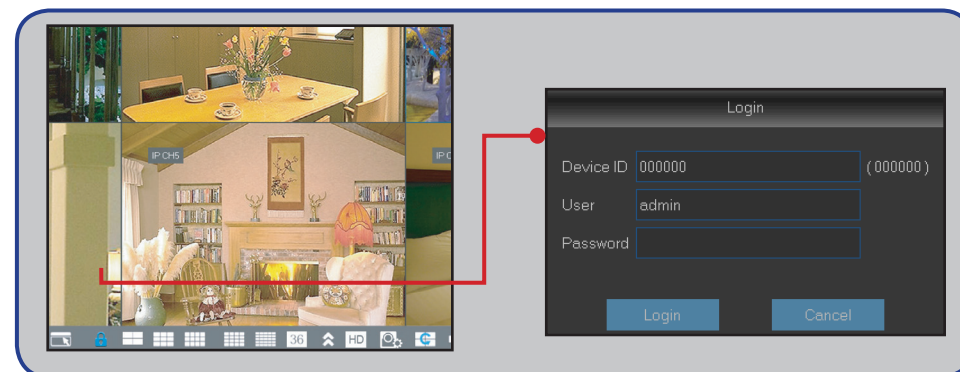 IP CH5
IP C
36
HD
Login
Device ID 000000 (000000)
User admin
Password
Login Cancel